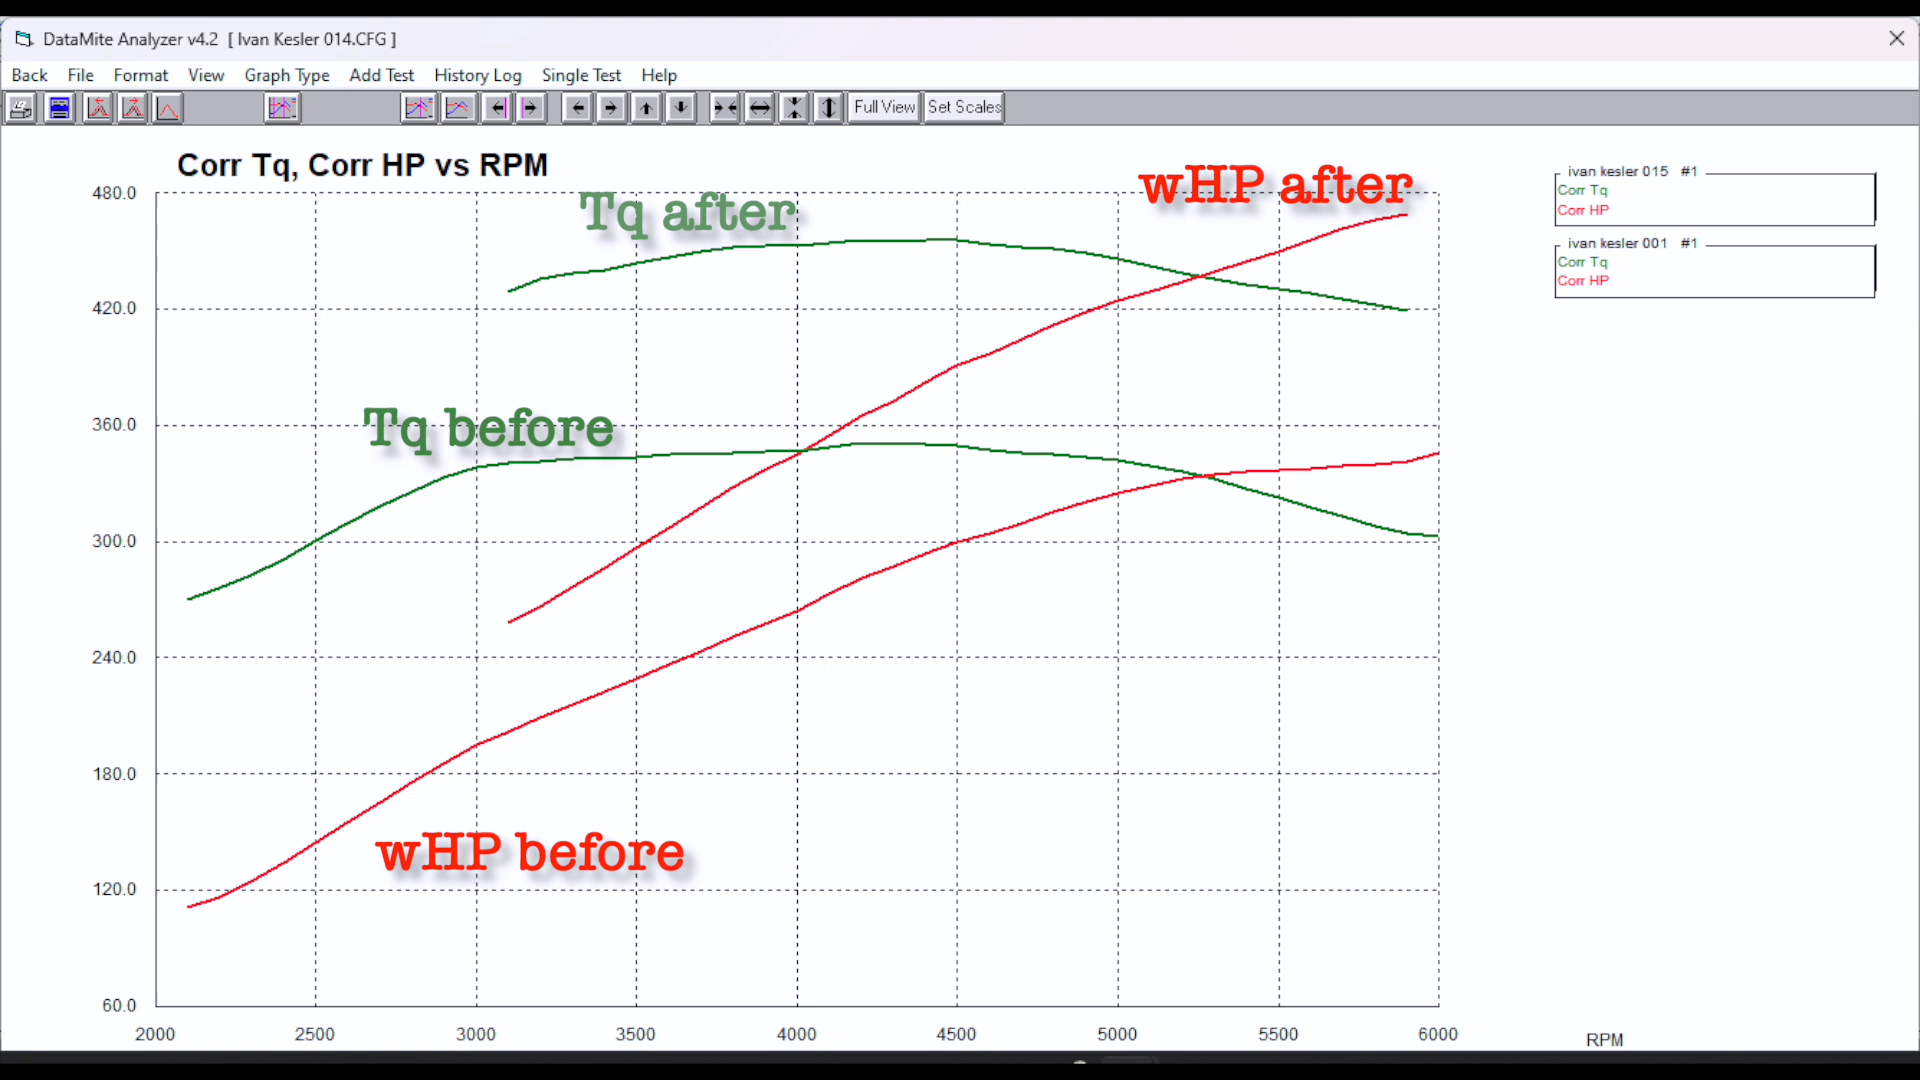 DataMite Analyzer v4.2 [ Ivan Kesler 014.CFG ]
Back File Format View Graph Type Add Test History Log Single Test Help
Full View Set Scales
Corr Tq, Corr HP vs RPM
wHP after
Tq after
Tq before
wHP before
480.0
420.0
360.0
300.0
240.0
180.0
120.0
60.0
2000 2500 3000 3500 4000 4500 5000 5500 6000
RPM
ivan kesler 015 #1
Corr Tq
Corr HP
ivan kesler 001 #1
Corr Tq
Corr HP